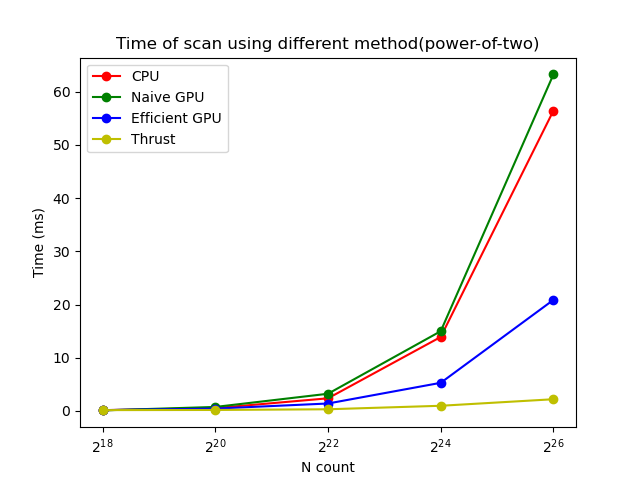 Time of scan using different method(power-of-two)
CPU
Naive GPU
Efficient GPU
Thrust
60
50
40
30
20
10
0
Time (ms)
2^18 2^20 2^22 2^24 2^26
N count